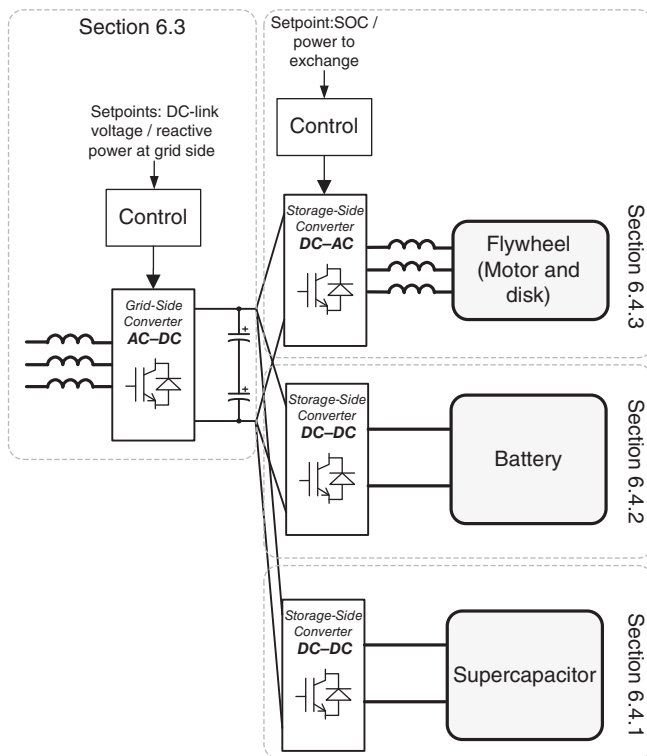 Section 6.3
Setpoints: DC-link
voltage / reactive
power at grid side
Control
Grid-Side
Converter
AC–DC
+
+
Setpoint:SOC /
power to
exchange
Control
Storage-Side
Converter
DC–AC
Flywheel
(Motor and
disk)
Section 6.4.3
Storage-Side
Converter
DC–DC
Battery
Section 6.4.2
Storage-Side
Converter
DC–DC
Supercapacitor
Section 6.4.1